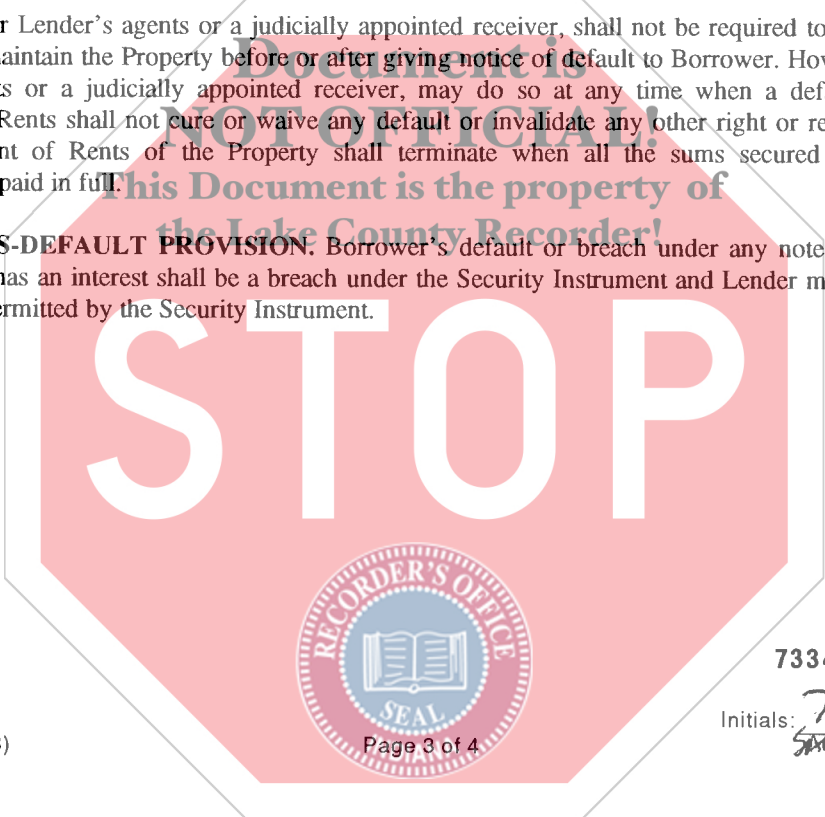 r Lender's agents or a judicially appointed receiver, shall not be required to
aintain the Property before or after giving notice of default to Borrower. Hov
s or a judicially appointed receiver, may do so at any time when a def
Rents shall not cure or waive any default or invalidate any other right or re
nt of Rents of the Property shall terminate when all the sums secured
paid in full.
Document is
NOT OFFICIAL!
This Document is the property of
the Lake County Recorder!
S-DEFAULT PROVISION. Borrower's default or breach under any note
has an interest shall be a breach under the Security Instrument and Lender m
ermitted by the Security Instrument.
STOP
RECORDER'S OFFICE
SEAL
733
Initials:
Page 3 of 4